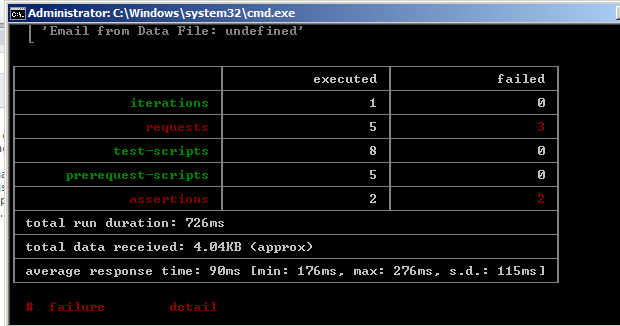 Administrator: C:\Windows\system32\cmd.exe
'Email from Data File: undefined'
executed failed
iterations 1 0
requests 5 3
test-scripts 8 0
prerequest-scripts 5 0
assertions 2 2
total run duration: 726ms
total data received: 4.04KB (approx)
average response time: 90ms [min: 176ms, max: 276ms, s.d.: 115ms]
# failure detail